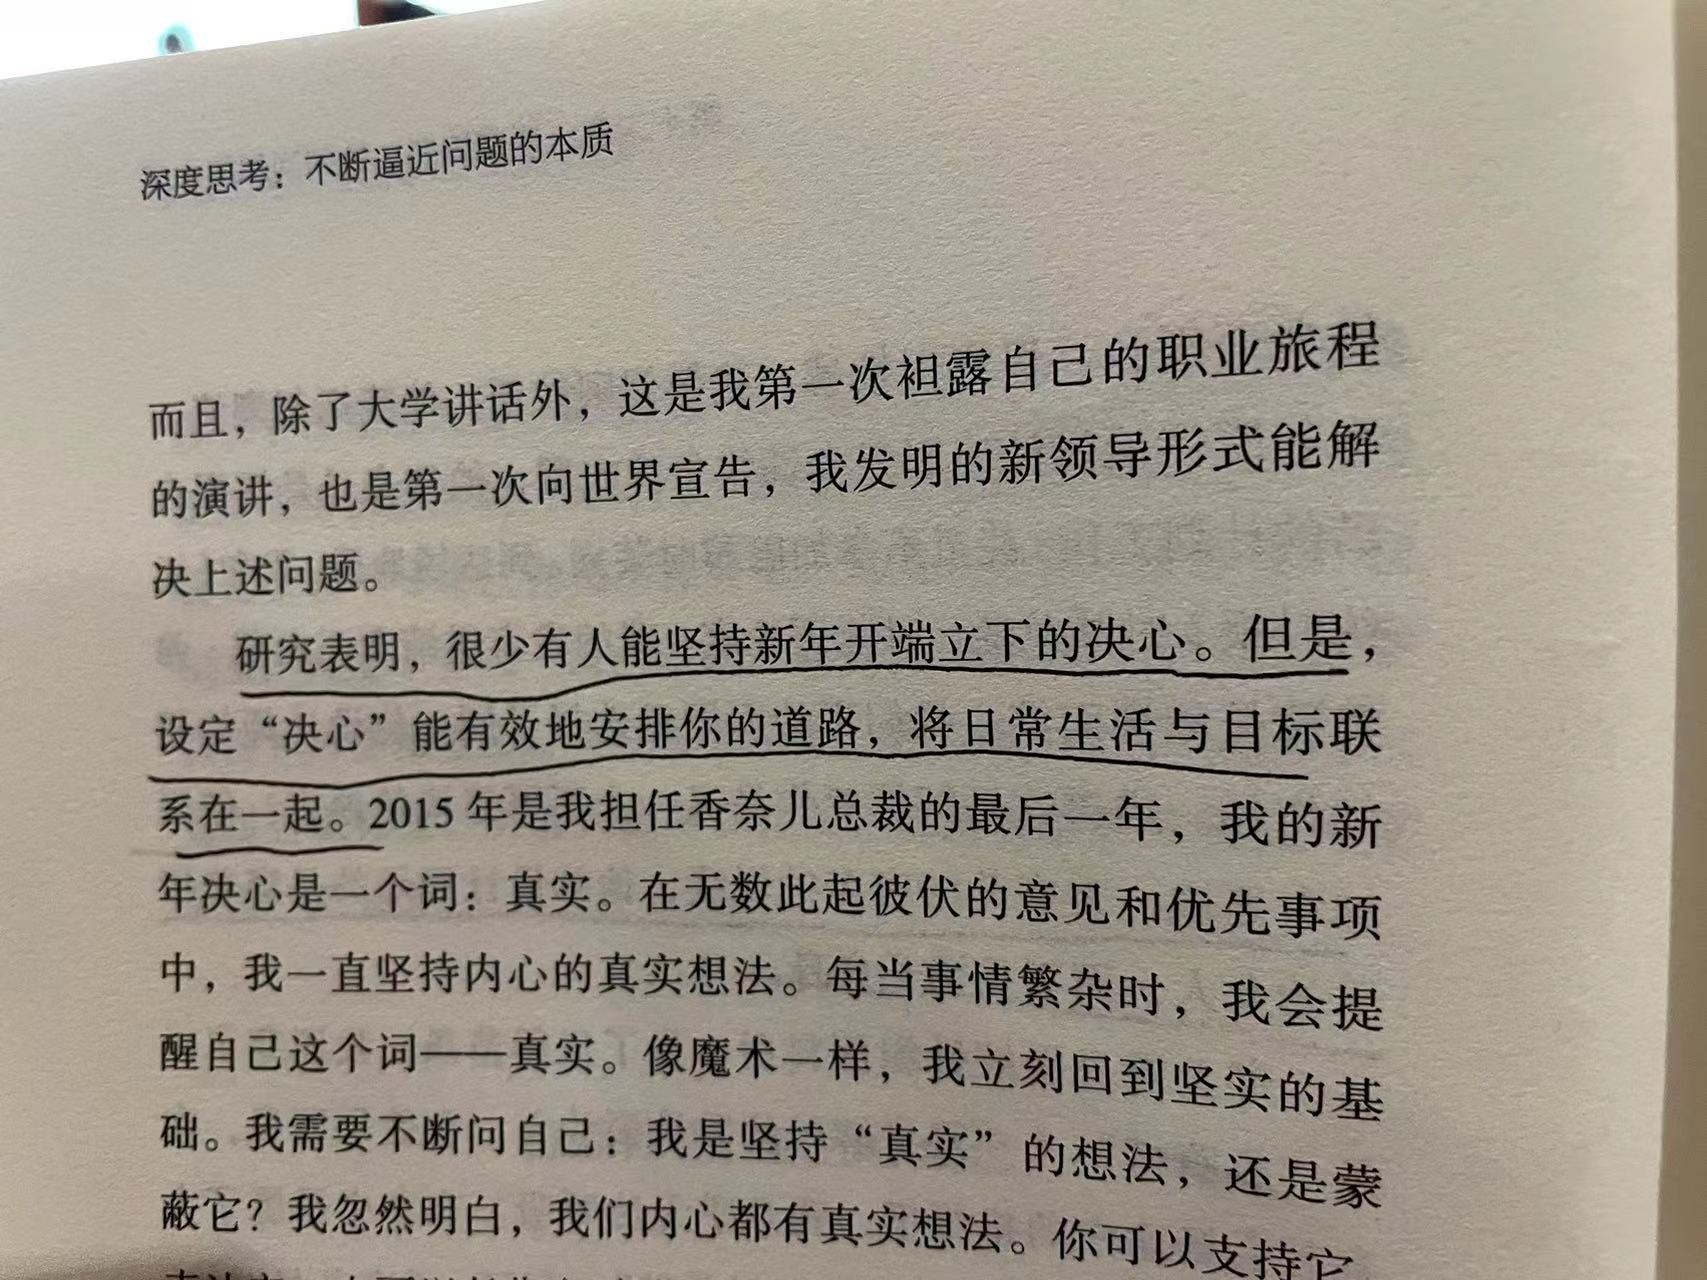 深度思考：不断逼近问题的本质
而且，除了大学讲话外，这是我第一次袒露自己的职业旅程
的演讲，也是第一次向世界宣告，我发明的新领导形式能解
决上述问题。
研究表明，很少有人能坚持新年开端立下的决心。但是，
设定“决心”能有效地安排你的道路，将日常生活与目标联
系在一起。2015 年是我担任香奈儿总裁的最后一年，我的新
年决心是一个词：真实。在无数此起彼伏的意见和优先事项
中，我一直坚持内心的真实想法。每当事情繁杂时，我会提
醒自己这个词——真实。像魔术一样，我立刻回到坚实的基
础。我需要不断问自己：我是坚持“真实”的想法，还是蒙
蔽它？我忽然明白，我们内心都有真实想法。你可以支持它